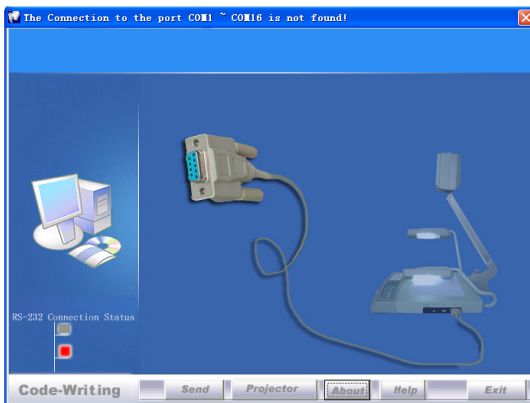 The Connection to the port COM1 ~ COM16 is not found!
RS-232 Connection Status
Code-Writing
Send
Projector
About
Help
Exit